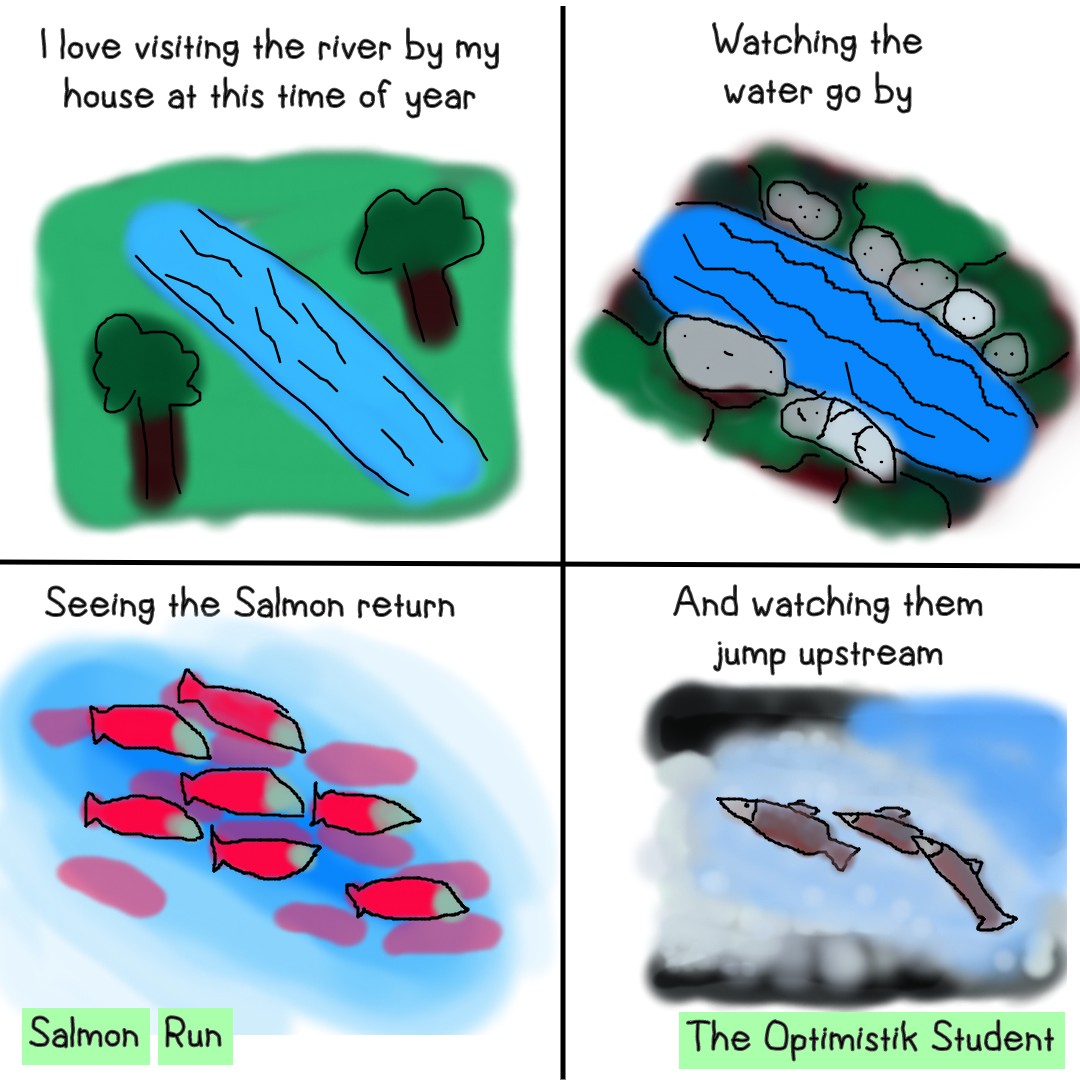 I love visiting the river by my
house at this time of year
Watching the
water go by
Seeing the Salmon return
And watching them
jump upstream
Salmon Run
The Optimistik Student